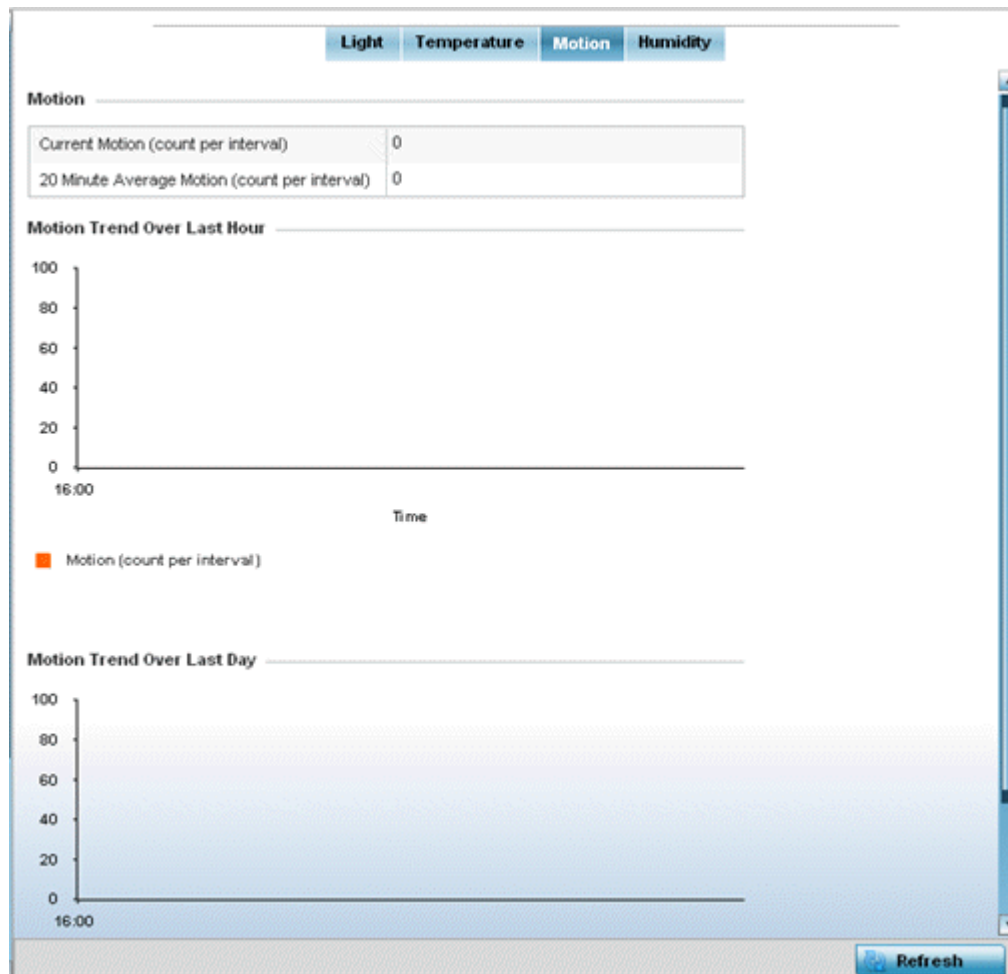 Light Temperature Motion Humidity
Motion
Current Motion (count per interval) 0
20 Minute Average Motion (count per interval) 0
Motion Trend Over Last Hour
100
80
60
40
20
0
16:00
Time
Motion (count per interval)
Motion Trend Over Last Day
100
80
60
40
20
0
16:00
Refresh